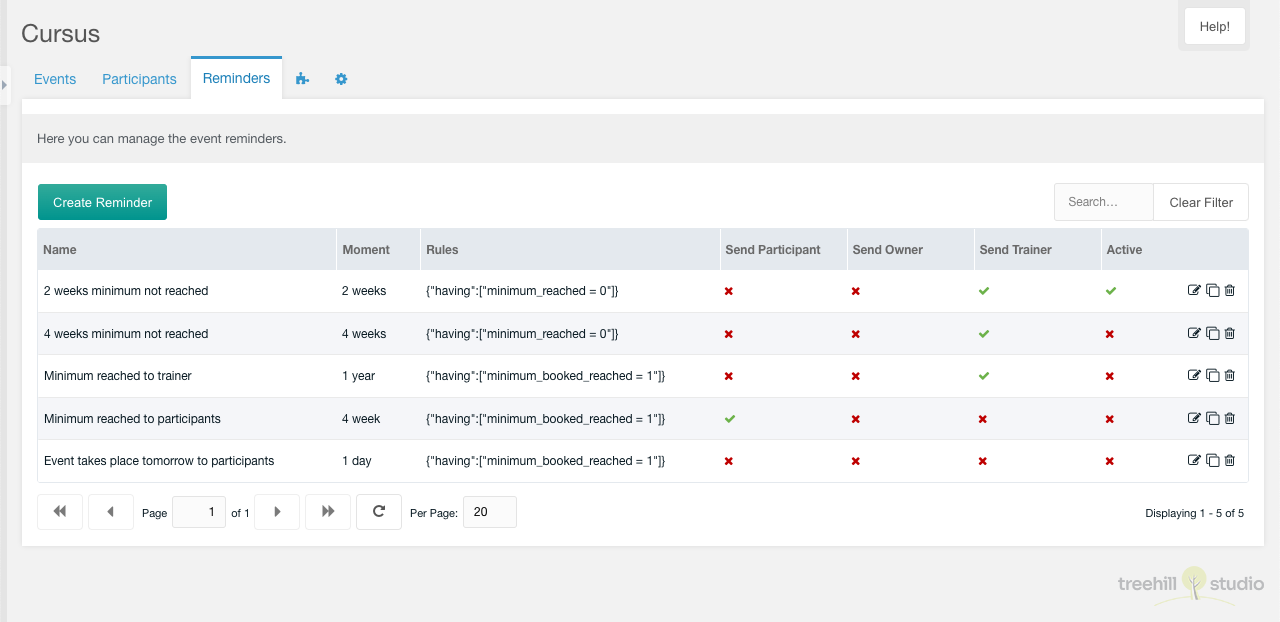 Cursus
Help!
Events Participants Reminders
Here you can manage the event reminders.
Create Reminder Search... Clear Filter
Name Moment Rules Send Participant Send Owner Send Trainer Active
2 weeks minimum not reached 2 weeks {"having":["minimum_reached = 0"]}
4 weeks minimum not reached 4 weeks {"having":["minimum_reached = 0"]}
Minimum reached to trainer 1 year {"having":["minimum_booked_reached = 1"]}
Minimum reached to participants 4 week {"having":["minimum_booked_reached = 1"]}
Event takes place tomorrow to participants 1 day {"having":["minimum_booked_reached = 1"]}
Page 1 of 1 Per Page: 20 Displaying 1 - 5 of 5
treehill studio